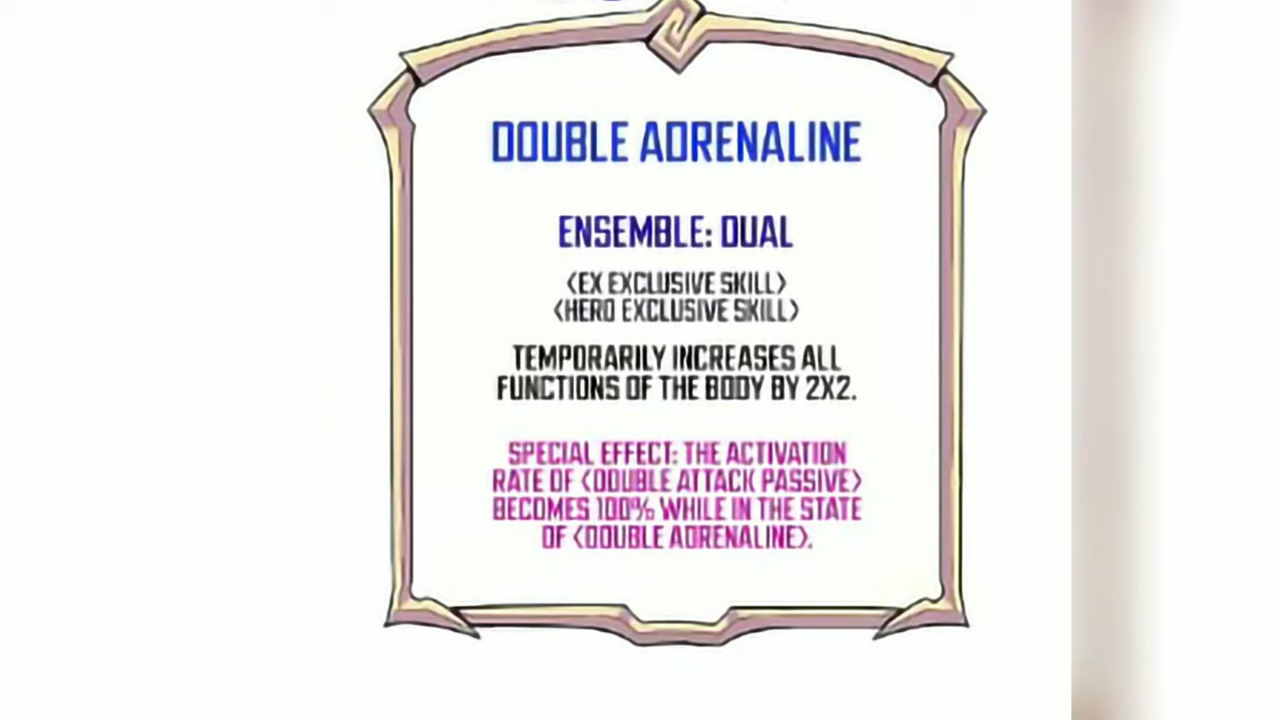 DOUBLE ADRENALINE
ENSEMBLE: DUAL
<EX EXCLUSIVE SKILL>
<HERO EXCLUSIVE SKILL>
TEMPORARILY INCREASES ALL
FUNCTIONS OF THE BODY BY 2X2.
SPECIAL EFFECT: THE ACTIVATION
RATE OF <DOUBLE ATTACK PASSIVE>
BECOMES 100% WHILE IN THE STATE
OF <DOUBLE ADRENALINE>.